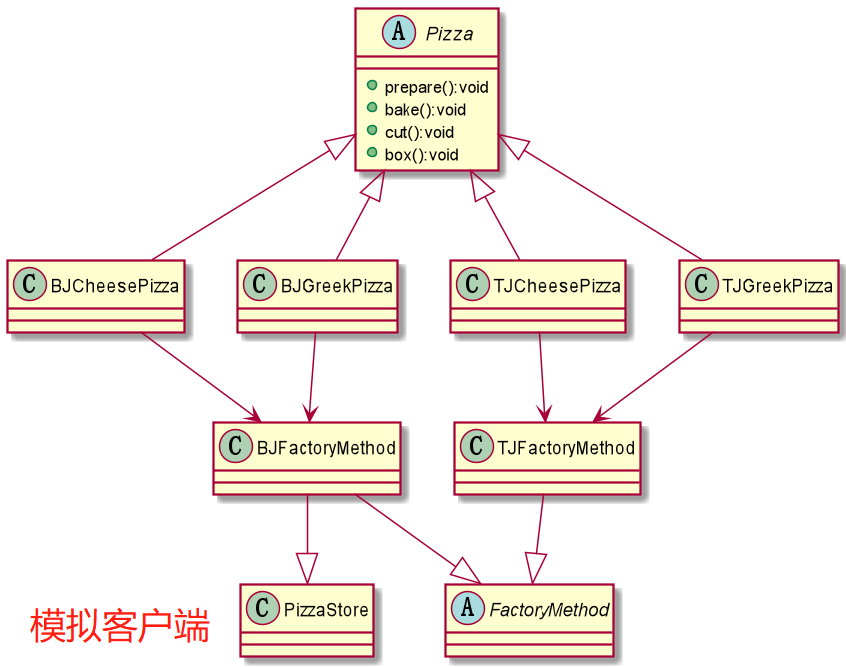 A Pizza
prepare():void
bake():void
cut():void
box():void
C BJCheesePizza
C BJGreekPizza
C TJCheesePizza
C TJGreekPizza
C BJFactoryMethod
C TJFactoryMethod
C PizzaStore
A FactoryMethod
模拟客户端